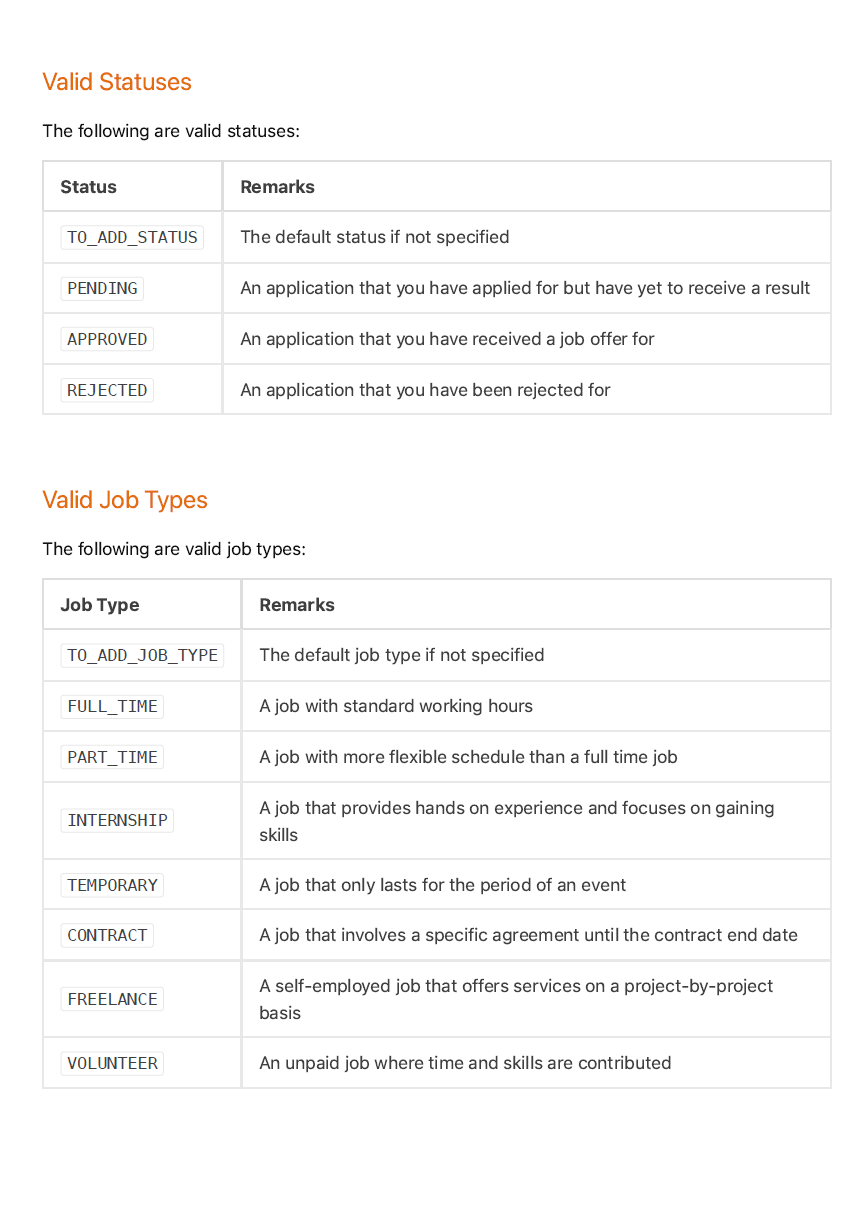 Valid Statuses
The following are valid statuses:
Status Remarks
TO_ADD_STATUS The default status if not specified
PENDING An application that you have applied for but have yet to receive a result
APPROVED An application that you have received a job offer for
REJECTED An application that you have been rejected for
Valid Job Types
The following are valid job types:
Job Type Remarks
TO_ADD_JOB_TYPE The default job type if not specified
FULL_TIME A job with standard working hours
PART_TIME A job with more flexible schedule than a full time job
INTERNSHIP A job that provides hands on experience and focuses on gaining
skills
TEMPORARY A job that only lasts for the period of an event
CONTRACT A job that involves a specific agreement until the contract end date
FREELANCE A self-employed job that offers services on a project-by-project
basis
VOLUNTEER An unpaid job where time and skills are contributed